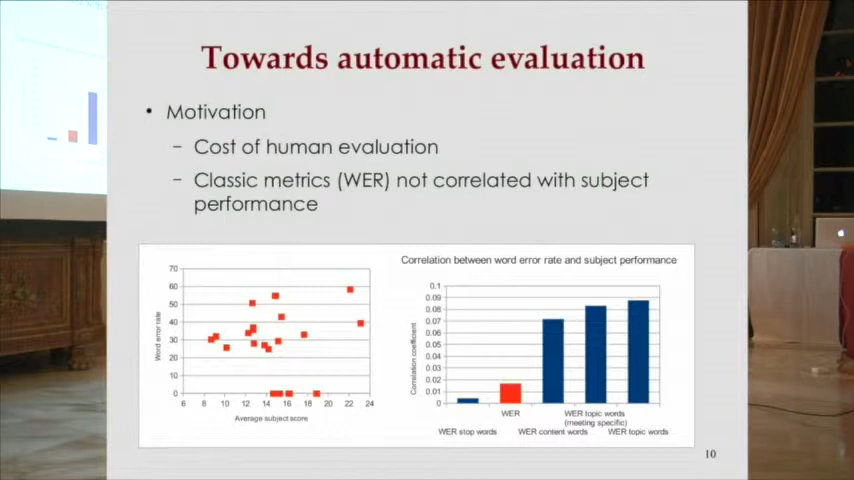 Towards automatic evaluation
• Motivation
– Cost of human evaluation
– Classic metrics (WER) not correlated with subject
performance
70
60
50
40
30
20
10
0
Word error rate
6 8 10 12 14 16 18 20 22 24
Average subject score
Correlation between word error rate and subject performance
0.1
0.09
0.08
0.07
0.06
0.05
0.04
0.03
0.02
0.01
0
Correlation coefficient
WER WER topic words
(meeting specific)
WER stop words WER content words WER topic words
10